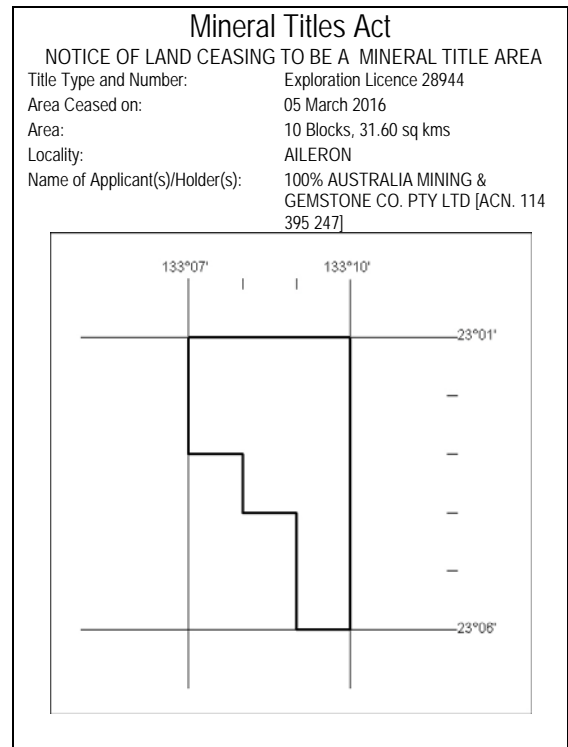 Mineral Titles Act
NOTICE OF LAND CEASING TO BE A MINERAL TITLE AREA
Title Type and Number: Exploration Licence 28944
Area Ceased on: 05 March 2016
Area: 10 Blocks, 31.60 sq kms
Locality: AILERON
Name of Applicant(s)/Holder(s): 100% AUSTRALIA MINING &
GEMSTONE CO. PTY LTD [ACN. 114
395 247]
133°07' 133°10'
23°01'
23°06'